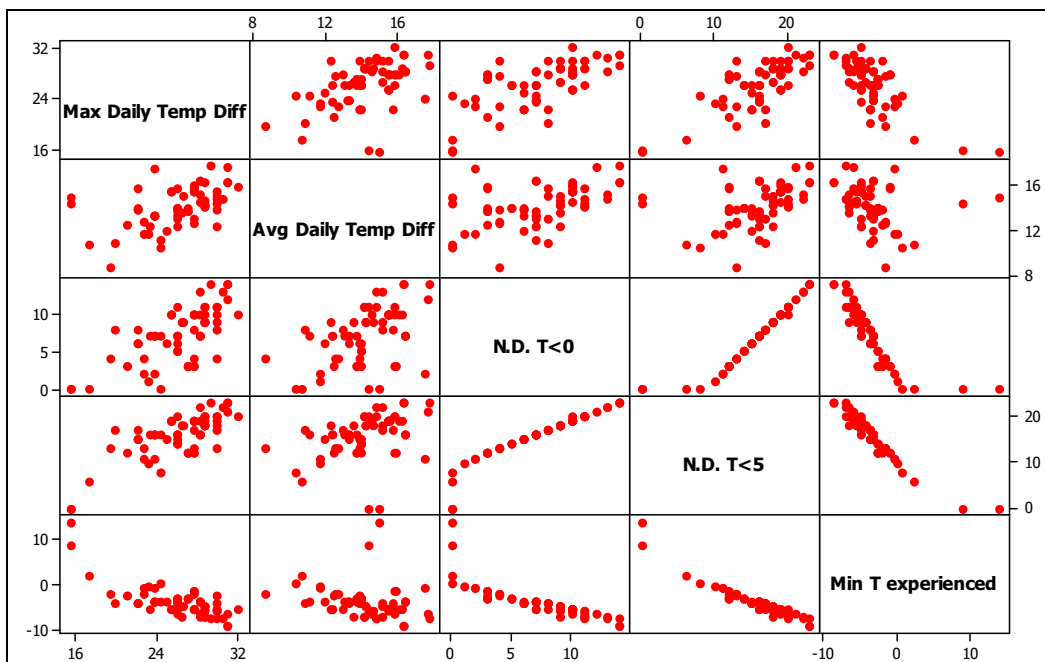 8 12 16 0 10 20
32
Max Daily Temp Diff
24
16
16
Avg Daily Temp Diff
12
8
10
N.D. T<0
5
0
20
N.D. T<5
10
0
10
Min T experienced
0
-10
16 24 32 0 5 10 -10 0 10